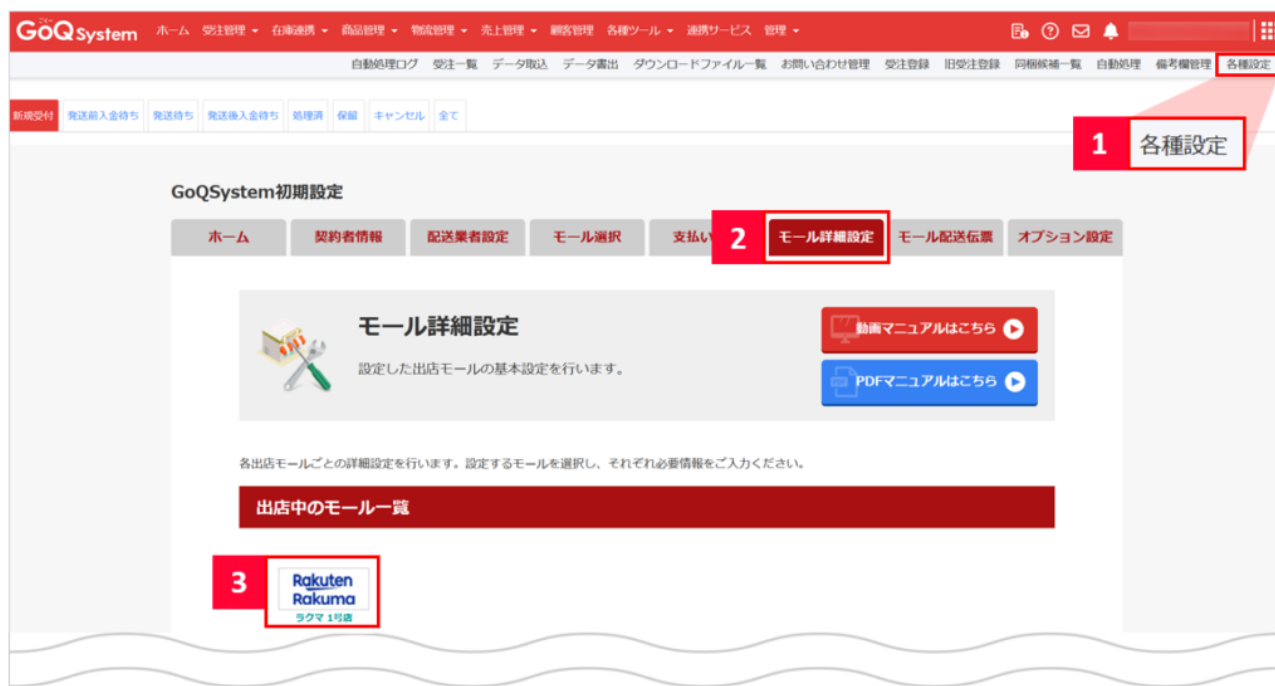 GoQSystem ホーム 受注管理 在庫連携 商品管理 物流管理 売上管理 顧客管理 各種ツール 連携サービス 管理
自動処理ログ 受注一覧 データ取込 データ書出 ダウンロードファイル一覧 お問い合わせ管理 受注登録 旧受注登録 同梱候補一覧 自動処理 備考欄管理 各種設定
新規受付 発送前入金待ち 発送待ち 発送後入金待ち 処理済 保留 キャンセル 全て
1 各種設定
GoQSystem初期設定
ホーム 契約者情報 配送業者設定 モール選択 支払い 2 モール詳細設定 モール配送伝票 オプション設定
モール詳細設定
動画マニュアルはこちら
設定した出店モールの基本設定を行います。
PDFマニュアルはこちら
各出店モールごとの詳細設定を行います。設定するモールを選択し、それぞれ必要情報をご入力ください。
出店中のモール一覧
3 Rakuten
Rakuma
ラクマ 1号店